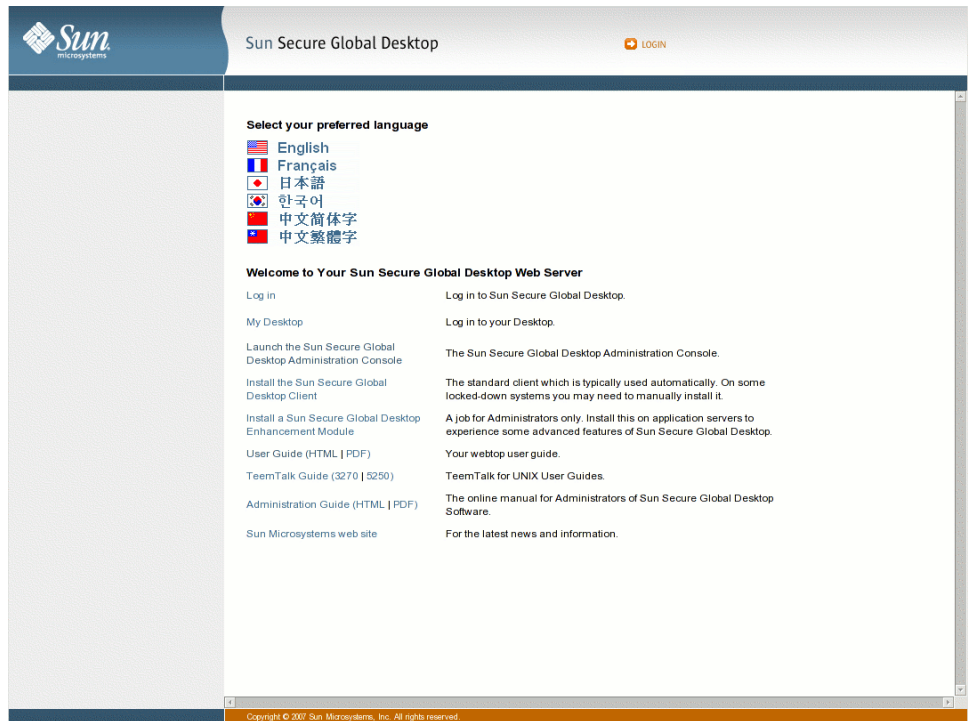 Sun
microsystems
Sun Secure Global Desktop
LOGIN
Select your preferred language
English
Français
日本語
한국어
中文简体字
中文繁體字
Welcome to Your Sun Secure Global Desktop Web Server
Log in
Log in to Sun Secure Global Desktop.
My Desktop
Log in to your Desktop.
Launch the Sun Secure Global
Desktop Administration Console
The Sun Secure Global Desktop Administration Console.
Install the Sun Secure Global
Desktop Client
The standard client which is typically used automatically. On some
locked-down systems you may need to manually install it.
Install a Sun Secure Global Desktop
Enhancement Module
A job for Administrators only. Install this on application servers to
experience some advanced features of Sun Secure Global Desktop.
User Guide (HTML | PDF)
Your webtop user guide.
TeemTalk Guide (3270 | 5250)
TeemTalk for UNIX User Guides.
Administration Guide (HTML | PDF)
The online manual for Administrators of Sun Secure Global Desktop
Software.
Sun Microsystems web site
For the latest news and information.
Copyright © 2007 Sun Microsystems, Inc. All rights reserved.